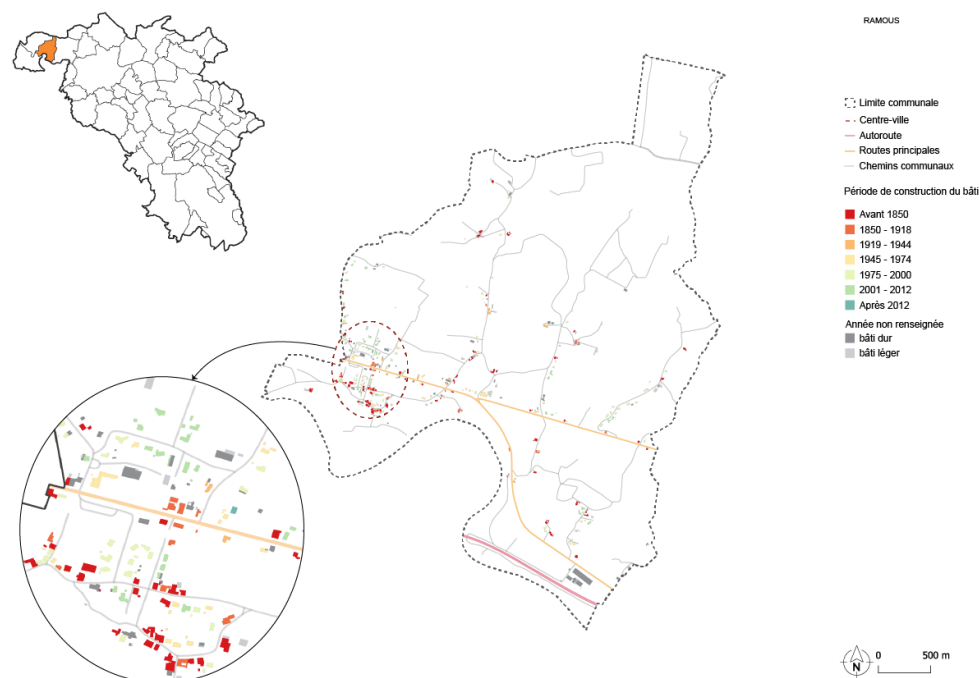 RAMOUS
Limite communale
Centre-ville
Autoroute
Routes principales
Chemins communaux
Période de construction du bâti
Avant 1850
1850 - 1918
1919 - 1944
1945 - 1974
1975 - 2000
2001 - 2012
Après 2012
Année non renseignée
bâti dur
bâti léger
N
0 500 m